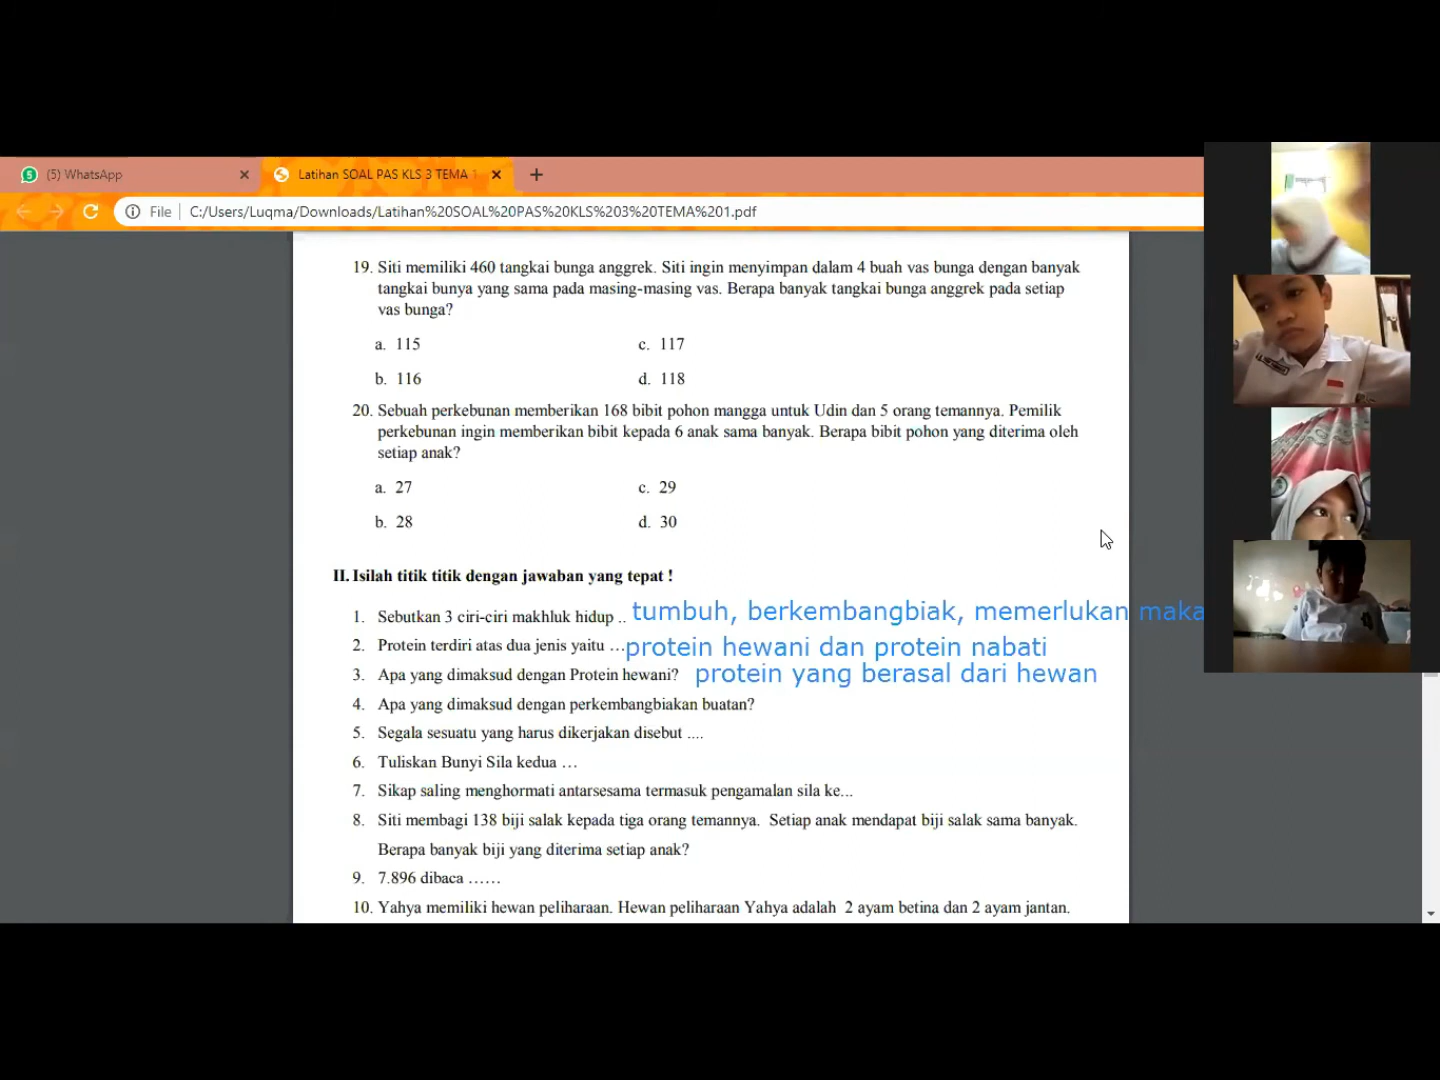 (5) WhatsApp
Latihan SOAL PAS KLS 3 TEMA 1
File
C:/Users/Luqma/Downloads/Latihan%20SOAL%20PAS%20KLS%203%20TEMA%201.pdf
19. Siti memiliki 460 tangkai bunga anggrek. Siti ingin menyimpan dalam 4 buah vas bunga dengan banyak
tangkai bunya yang sama pada masing-masing vas. Berapa banyak tangkai bunga anggrek pada setiap
vas bunga?
a. 115 c. 117
b. 116 d. 118
20. Sebuah perkebunan memberikan 168 bibit pohon mangga untuk Udin dan 5 orang temannya. Pemilik
perkebunan ingin memberikan bibit kepada 6 anak sama banyak. Berapa bibit pohon yang diterima oleh
setiap anak?
a. 27 c. 29
b. 28 d. 30
II. Isilah titik titik dengan jawaban yang tepat !
1. Sebutkan 3 ciri-ciri makhluk hidup .. tumbuh, berkembangbiak, memerlukan maka
2. Protein terdiri atas dua jenis yaitu ... protein hewani dan protein nabati
3. Apa yang dimaksud dengan Protein hewani? protein yang berasal dari hewan
4. Apa yang dimaksud dengan perkembangbiakan buatan?
5. Segala sesuatu yang harus dikerjakan disebut ....
6. Tuliskan Bunyi Sila kedua ...
7. Sikap saling menghormati antarsesama termasuk pengamalan sila ke...
8. Siti membagi 138 biji salak kepada tiga orang temannya. Setiap anak mendapat biji salak sama banyak.
Berapa banyak biji yang diterima setiap anak?
9. 7.896 dibaca ......
10. Yahya memiliki hewan peliharaan. Hewan peliharaan Yahya adalah 2 ayam betina dan 2 ayam jantan.